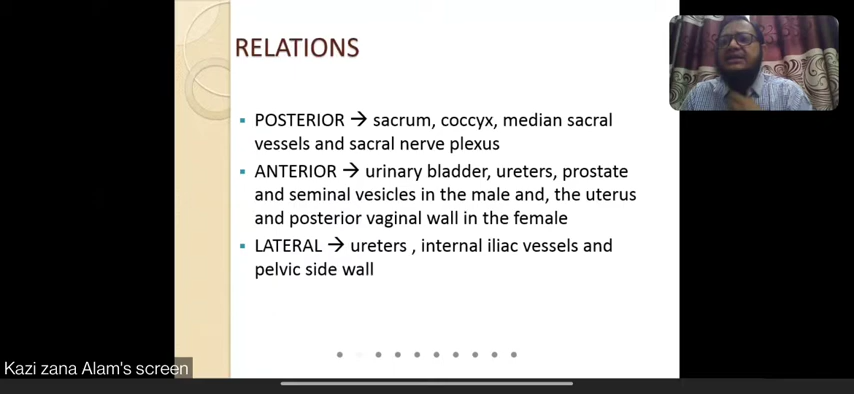 RELATIONS
▪ POSTERIOR → sacrum, coccyx, median sacral
vessels and sacral nerve plexus
▪ ANTERIOR → urinary bladder, ureters, prostate
and seminal vesicles in the male and, the uterus
and posterior vaginal wall in the female
▪ LATERAL → ureters , internal iliac vessels and
pelvic side wall
Kazi zana Alam's screen